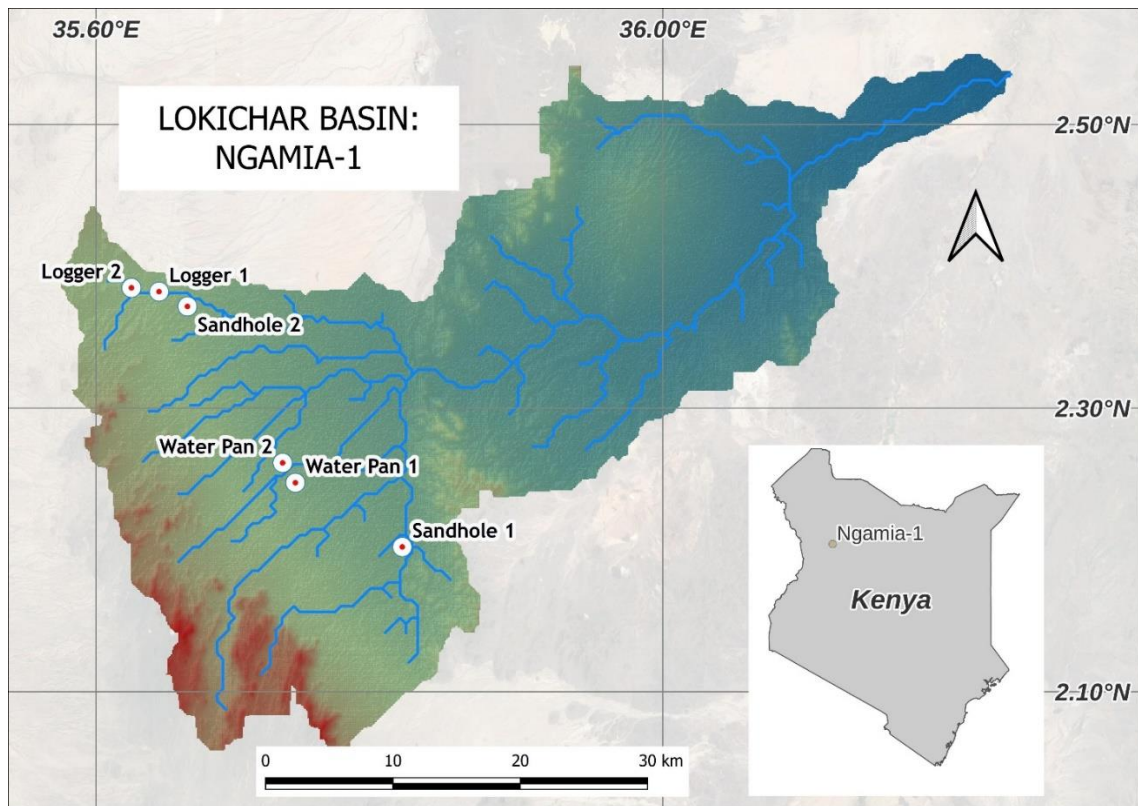 35.60°E
36.00°E
LOKICHAR BASIN:
NGAMIA-1
2.50°N
Logger 2
Logger 1
Sandhole 2
2.30°N
Water Pan 2
Water Pan 1
Sandhole 1
Ngamia-1
Kenya
2.10°N
0 10 20 30 km